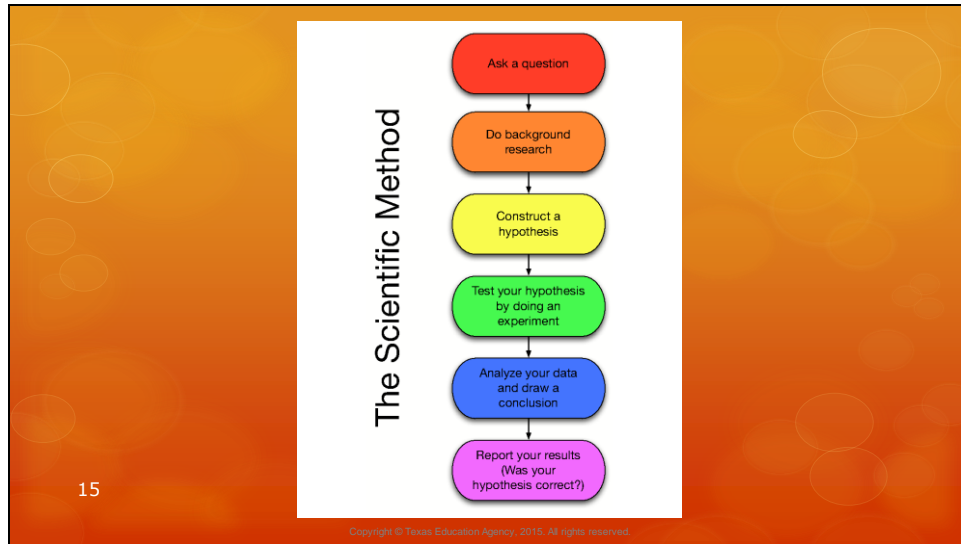 The Scientific Method
Ask a question
Do background
research
Construct a
hypothesis
Test your hypothesis
by doing an
experiment
Analyze your data
and draw a
conclusion
Report your results
(Was your
hypothesis correct?)
15
Copyright © Texas Education Agency, 2015. All rights reserved.